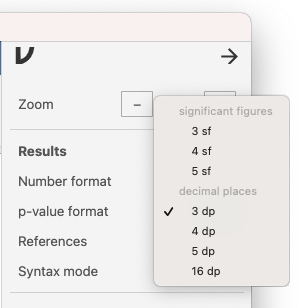 Zoom −
significant figures
3 sf
4 sf
5 sf
decimal places
✓ 3 dp
4 dp
5 dp
16 dp
Results
Number format
p-value format
References
Syntax mode